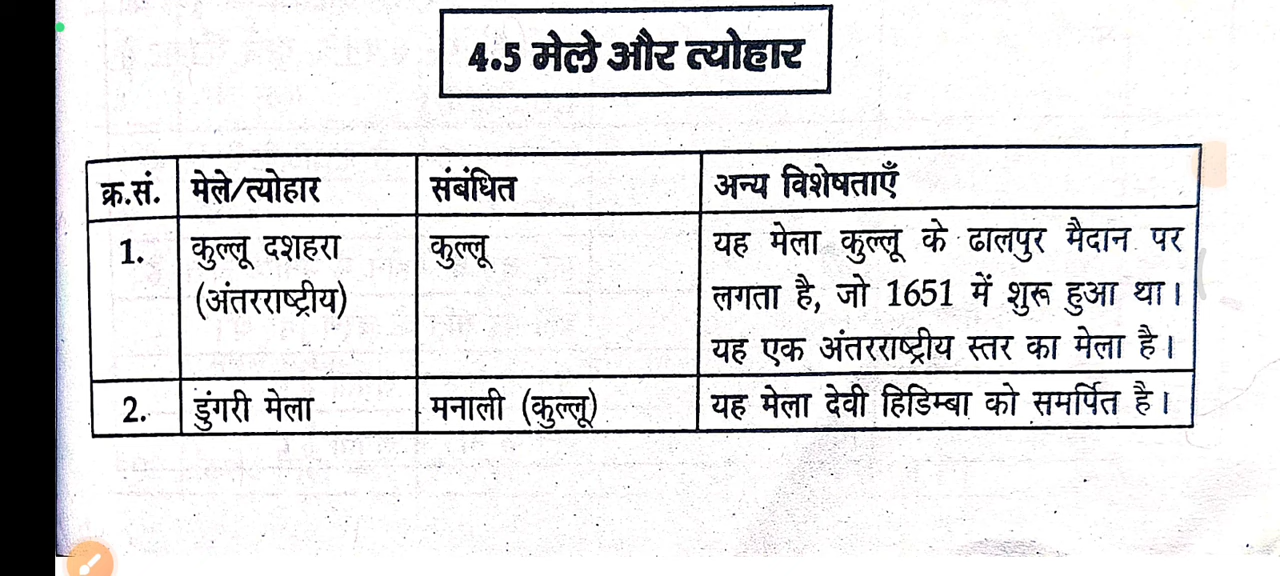 4.5 मेले और त्योहार
क्र.सं. मेले/त्योहार संबंधित अन्य विशेषताएँ
1. कुल्लू दशहरा कुल्लू यह मेला कुल्लू के ढालपुर मैदान पर
(अंतरराष्ट्रीय) लगता है, जो 1651 में शुरू हुआ था।
यह एक अंतरराष्ट्रीय स्तर का मेला है।
2. डुंगरी मेला मनाली (कुल्लू) यह मेला देवी हिडिम्बा को समर्पित है।